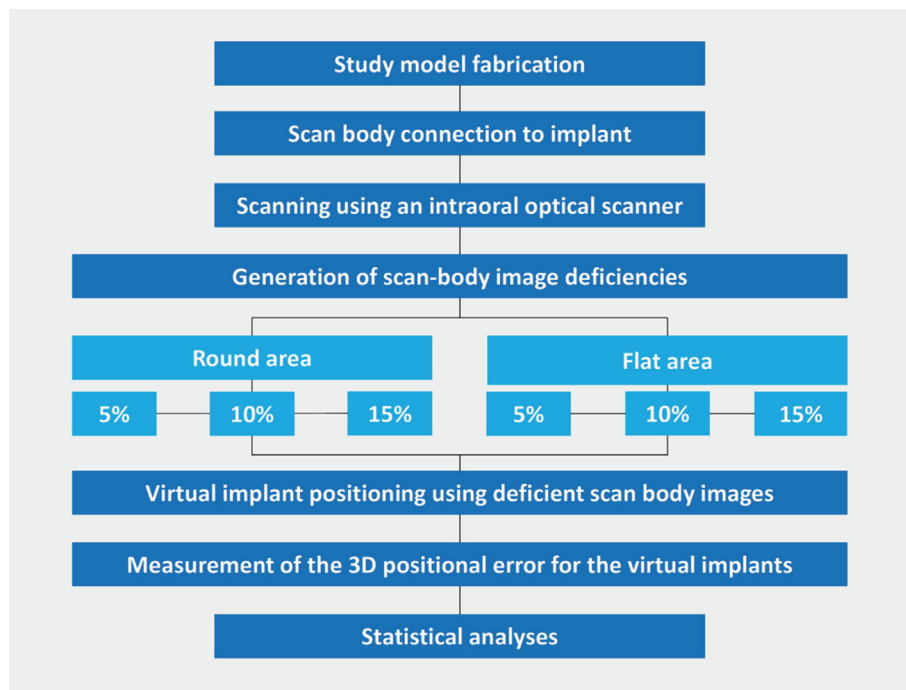 Study model fabrication
Scan body connection to implant
Scanning using an intraoral optical scanner
Generation of scan-body image deficiencies
Round area
Flat area
5% 10% 15% 5% 10% 15%
Virtual implant positioning using deficient scan body images
Measurement of the 3D positional error for the virtual implants
Statistical analyses